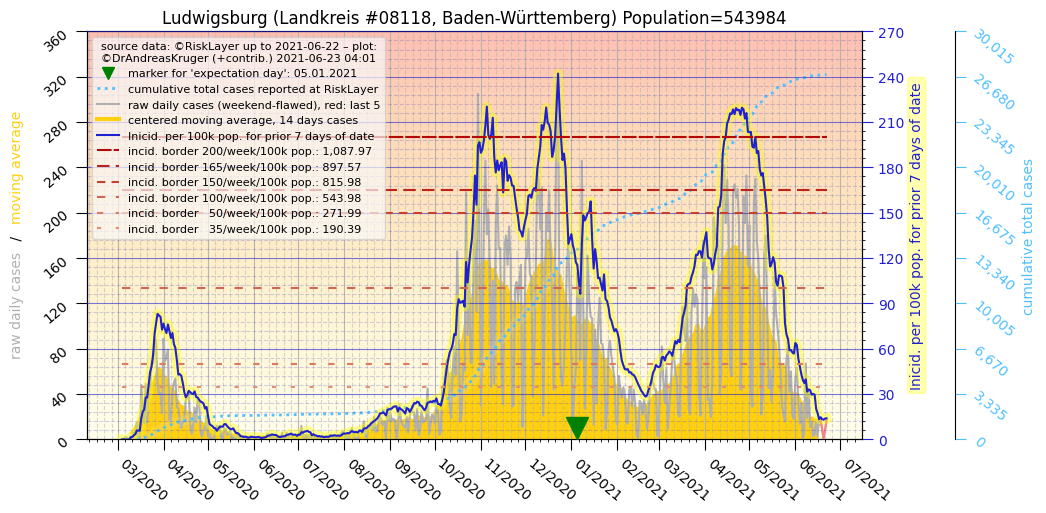 Ludwigsburg (Landkreis #08118, Baden-Württemberg) Population=543984
source data: ©RiskLayer up to 2021-06-22 – plot:
©DrAndreasKruger (+contrib.) 2021-06-23 04:01
marker for 'expectation day': 05.01.2021
cumulative total cases reported at RiskLayer
raw daily cases (weekend-flawed), red: last 5
centered moving average, 14 days cases
Inicid. per 100k pop. for prior 7 days of date
incid. border 200/week/100k pop.: 1,087.97
incid. border 165/week/100k pop.: 897.57
incid. border 150/week/100k pop.: 815.98
incid. border 100/week/100k pop.: 543.98
incid. border 50/week/100k pop.: 271.99
incid. border 35/week/100k pop.: 190.39
raw daily cases / moving average
360
320
280
240
200
160
120
80
40
0
03/2020
04/2020
05/2020
06/2020
07/2020
08/2020
09/2020
10/2020
11/2020
12/2020
01/2021
02/2021
03/2021
04/2021
05/2021
06/2021
07/2021
270
240
210
180
150
120
90
60
30
0
Inicid. per 100k pop. for prior 7 days of date
30,015
26,680
23,345
20,010
16,675
13,340
10,005
6,670
3,335
0
cumulative total cases